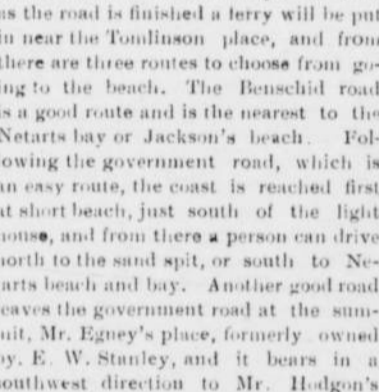 as the road is finished a ferry will be put
in near the Tomlinson place, and from
there are three routes to choose from go-
ing to the beach. The Benschid road
is a good route and is the nearest to the
Netarts bay or Jackson's beach. Fol-
lowing the government road, which is
an easy route, the coast is reached first
at short beach, just south of the light
house, and from there a person can drive
north to the sand spit, or south to Ne-
tarts beach and bay. Another good road
leaves the government road at the sum-
mit, Mr. Egney's place, formerly owned
by. E. W. Stanley, and it bears in a
southwest direction to Mr. Hodgon's